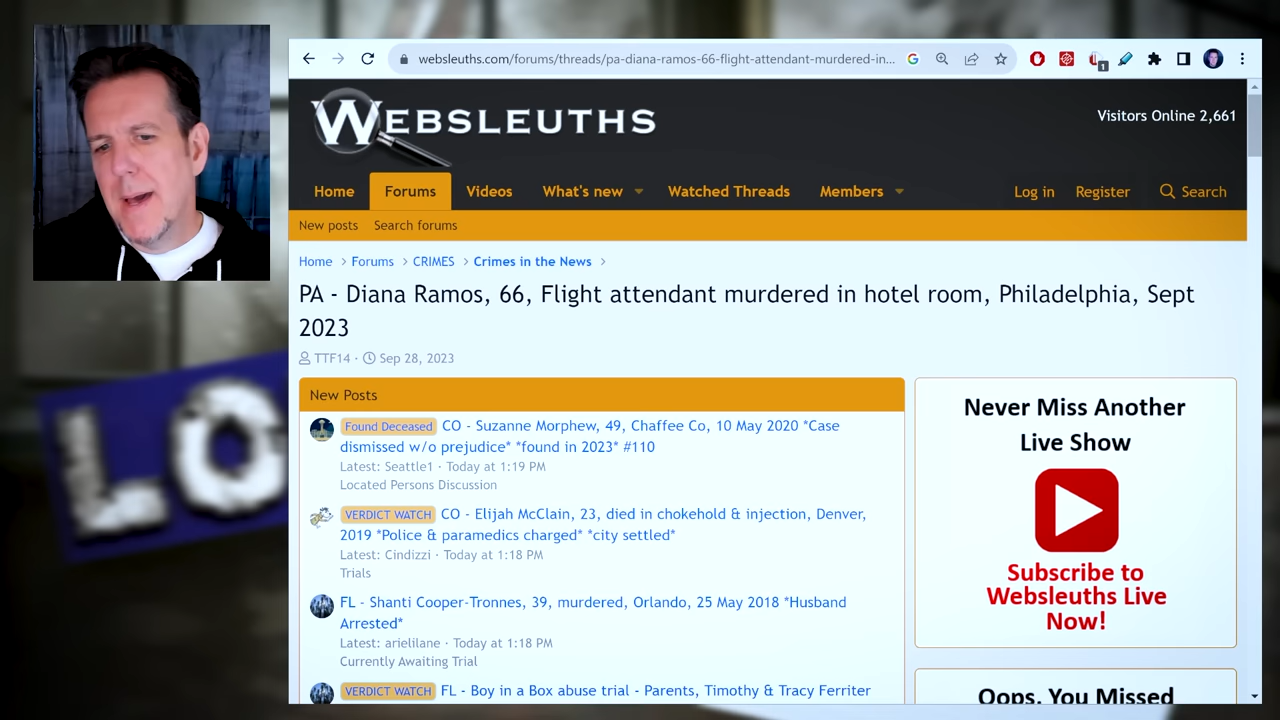 websleuths.com/forums/threads/pa-diana-ramos-66-flight-attendant-murdered-in...
1
WEBSLEUTHS
Visitors Online 2,661
Home
Forums
Videos
What's new
Watched Threads
Members
Log in
Register
Search
New posts
Search forums
Home > Forums > CRIMES > Crimes in the News >
PA - Diana Ramos, 66, Flight attendant murdered in hotel room, Philadelphia, Sept
2023
TTF14 · Sep 28, 2023
New Posts
Found Deceased CO - Suzanne Morphew, 49, Chaffee Co, 10 May 2020 *Case
dismissed w/o prejudice* *found in 2023* #110
Latest: Seattle1 · Today at 1:19 PM
Located Persons Discussion
VERDICT WATCH CO - Elijah McClain, 23, died in chokehold & injection, Denver,
2019 *Police & paramedics charged* *city settled*
Latest: Cindizzi · Today at 1:18 PM
Trials
FL - Shanti Cooper-Tronnes, 39, murdered, Orlando, 25 May 2018 *Husband
Arrested*
Latest: arielilane · Today at 1:18 PM
Currently Awaiting Trial
VERDICT WATCH FL - Boy in a Box abuse trial - Parents, Timothy & Tracy Ferriter
Never Miss Another
Live Show
Subscribe to
Websleuths Live
Now!
Oops, You Missed
LO